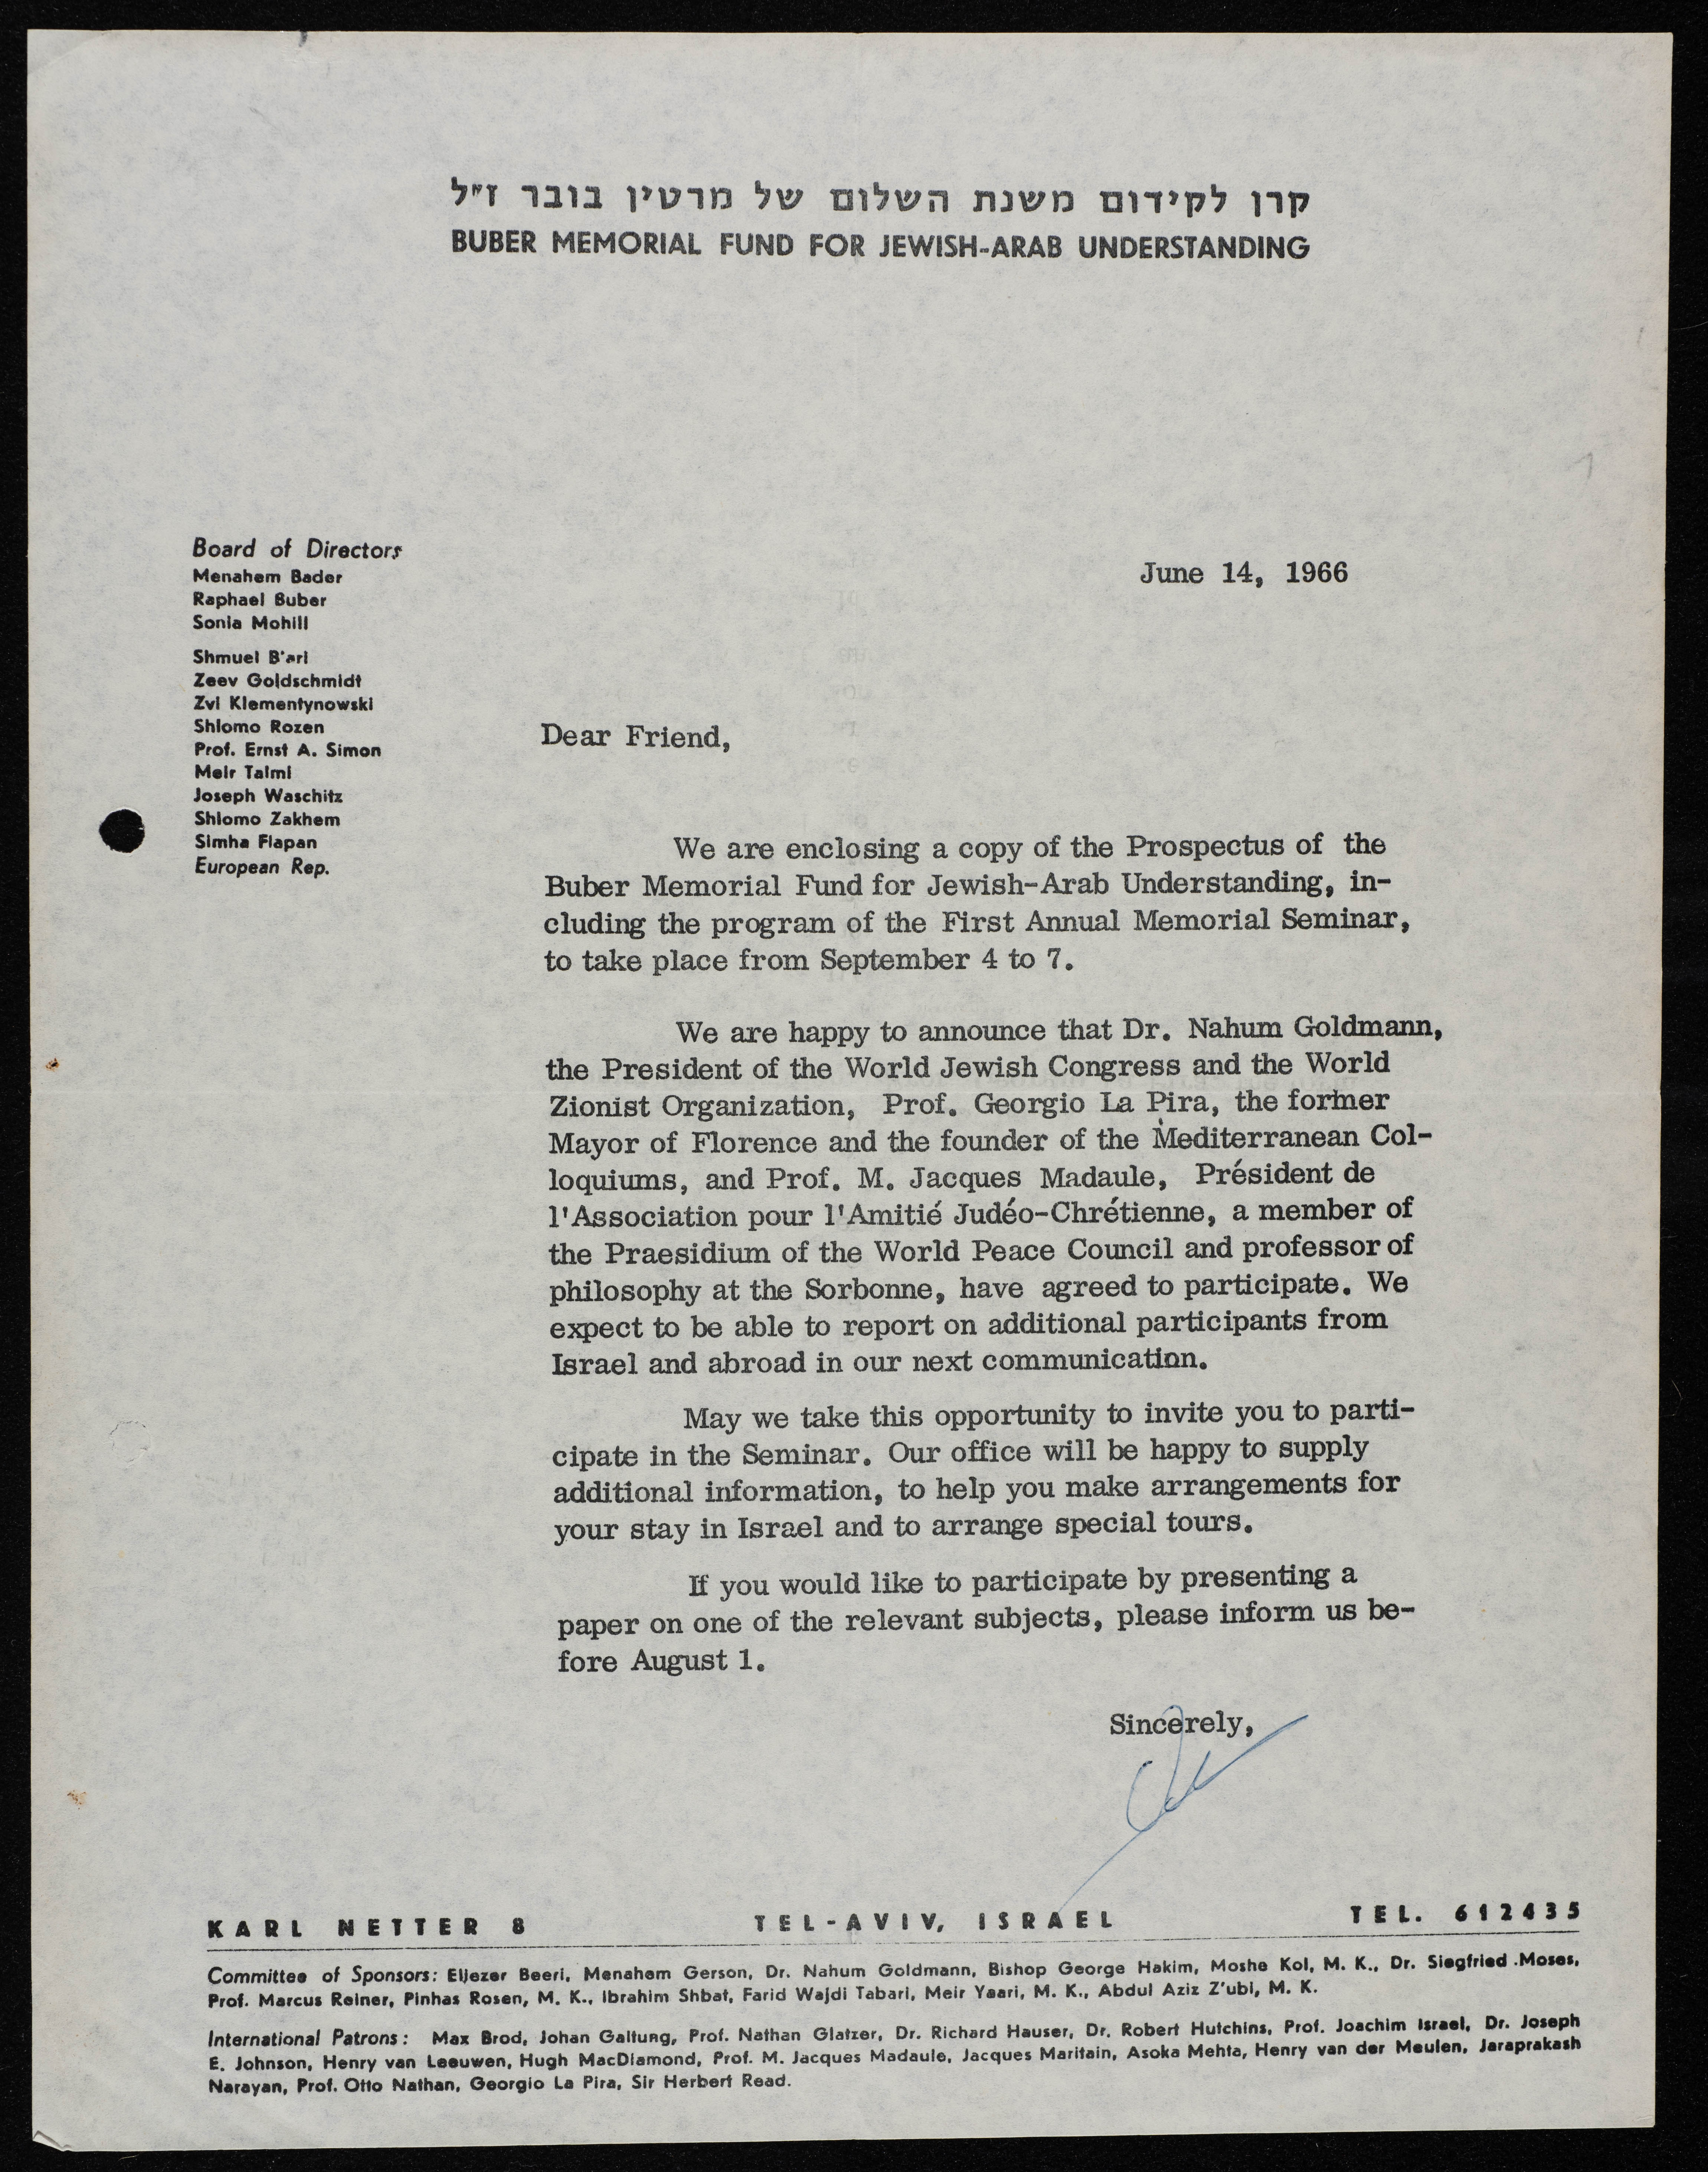 קרן לקידום משנת השלום של מרטין בובר ז"ל
BUBER MEMORIAL FUND FOR JEWISH-ARAB UNDERSTANDING
Board of Directors
Menahem Bader
Raphael Buber
Sonia Mohill
Shmuel B'ari
Zeev Goldschmidt
Zvi Klementynowski
Shlomo Rozen
Prof. Ernst A. Simon
Meir Talmi
Joseph Waschitz
Shlomo Zakhem
Simha Flapan
European Rep.
June 14, 1966
Dear Friend,
We are enclosing a copy of the Prospectus of the
Buber Memorial Fund for Jewish-Arab Understanding, in-
cluding the program of the First Annual Memorial Seminar,
to take place from September 4 to 7.
We are happy to announce that Dr. Nahum Goldmann,
the President of the World Jewish Congress and the World
Zionist Organization, Prof. Georgio La Pira, the former
Mayor of Florence and the founder of the Mediterranean Col-
loquiums, and Prof. M. Jacques Madaule, Président de
l'Association pour l'Amitié Judéo-Chrétienne, a member of
the Praesidium of the World Peace Council and professor of
philosophy at the Sorbonne, have agreed to participate. We
expect to be able to report on additional participants from
Israel and abroad in our next communication.
May we take this opportunity to invite you to parti-
cipate in the Seminar. Our office will be happy to supply
additional information, to help you make arrangements for
your stay in Israel and to arrange special tours.
If you would like to participate by presenting a
paper on one of the relevant subjects, please inform us be-
fore August 1.
Sincerely,
KARL NETTER 8 TEL-AVIV, ISRAEL TEL. 612435
Committee of Sponsors: Eliezer Beeri, Menahem Gerson, Dr. Nahum Goldmann, Bishop George Hakim, Moshe Kol, M. K., Dr. Siegfried .Moses,
Prof. Marcus Reiner, Pinhas Rosen, M. K., Ibrahim Shbat, Farid Wajdi Tabari, Meir Yaari, M. K., Abdul Aziz Z'ubi, M. K.
International Patrons: Max Brod, Johan Galtung, Prof. Nathan Glatzer, Dr. Richard Hauser, Dr. Robert Hutchins, Prof. Joachim Israel, Dr. Joseph
E. Johnson, Henry van Leeuwen, Hugh MacDiamond, Prof. M. Jacques Madaule, Jacques Maritain, Asoka Mehta, Henry van der Meulen, Jaraprakash
Narayan, Prof. Otto Nathan, Georgio La Pira, Sir Herbert Read.